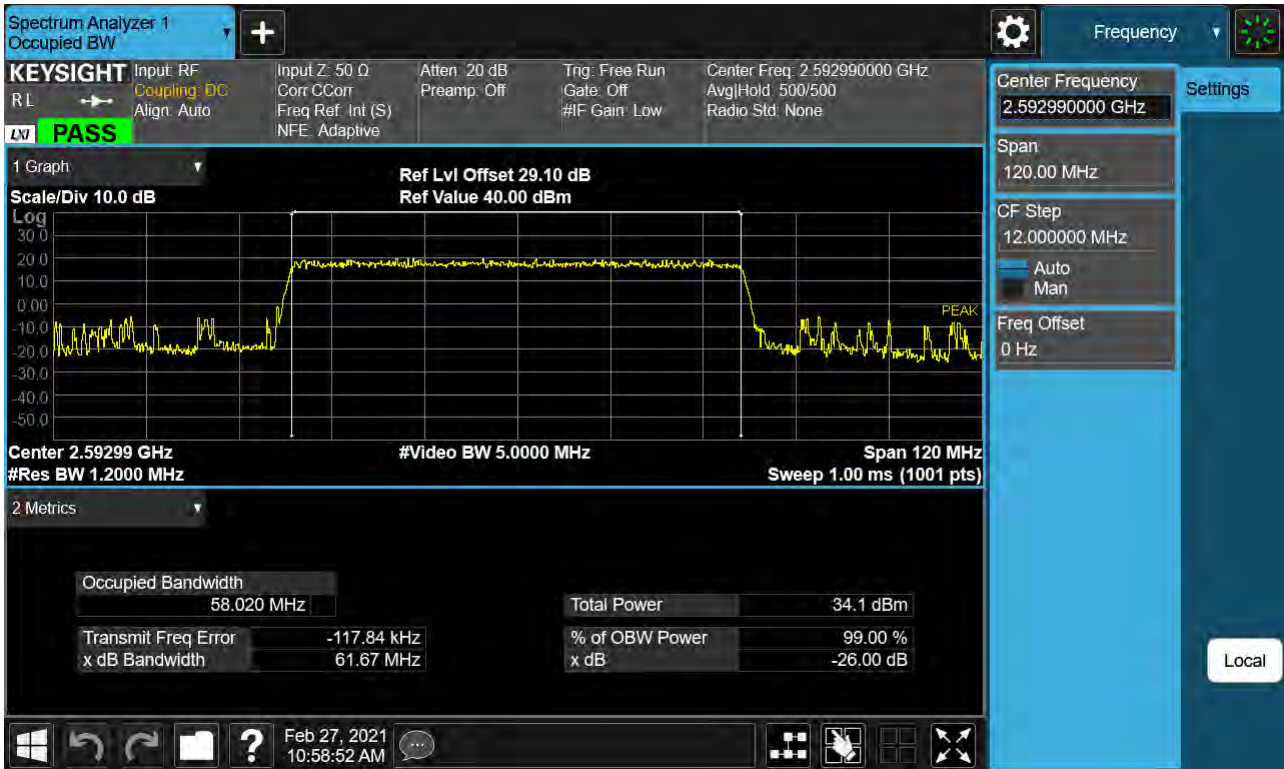 Spectrum Analyzer 1
Occupied BW
+
Frequency
KEYSIGHT
RL
LXI
PASS
Input: RF
Coupling: DC
Align: Auto
Input Z: 50 Ω
Corr CCorr
Freq Ref: Int (S)
NFE: Adaptive
Atten: 20 dB
Preamp: Off
Trig: Free Run
Gate: Off
#IF Gain: Low
Center Freq: 2.592990000 GHz
Avg|Hold: 500/500
Radio Std: None
Center Frequency
2.592990000 GHz
Settings
Span
120.00 MHz
CF Step
12.000000 MHz
Auto
Man
Freq Offset
0 Hz
Local
1 Graph
Scale/Div 10.0 dB
Ref Lvl Offset 29.10 dB
Ref Value 40.00 dBm
Log
30.0
20.0
10.0
0.00
-10.0
-20.0
-30.0
-40.0
-50.0
PEAK
Center 2.59299 GHz
#Video BW 5.0000 MHz
Span 120 MHz
#Res BW 1.2000 MHz
Sweep 1.00 ms (1001 pts)
2 Metrics
Occupied Bandwidth
58.020 MHz
Total Power 34.1 dBm
Transmit Freq Error -117.84 kHz
% of OBW Power 99.00 %
x dB Bandwidth 61.67 MHz
x dB -26.00 dB
?
Feb 27, 2021
10:58:52 AM